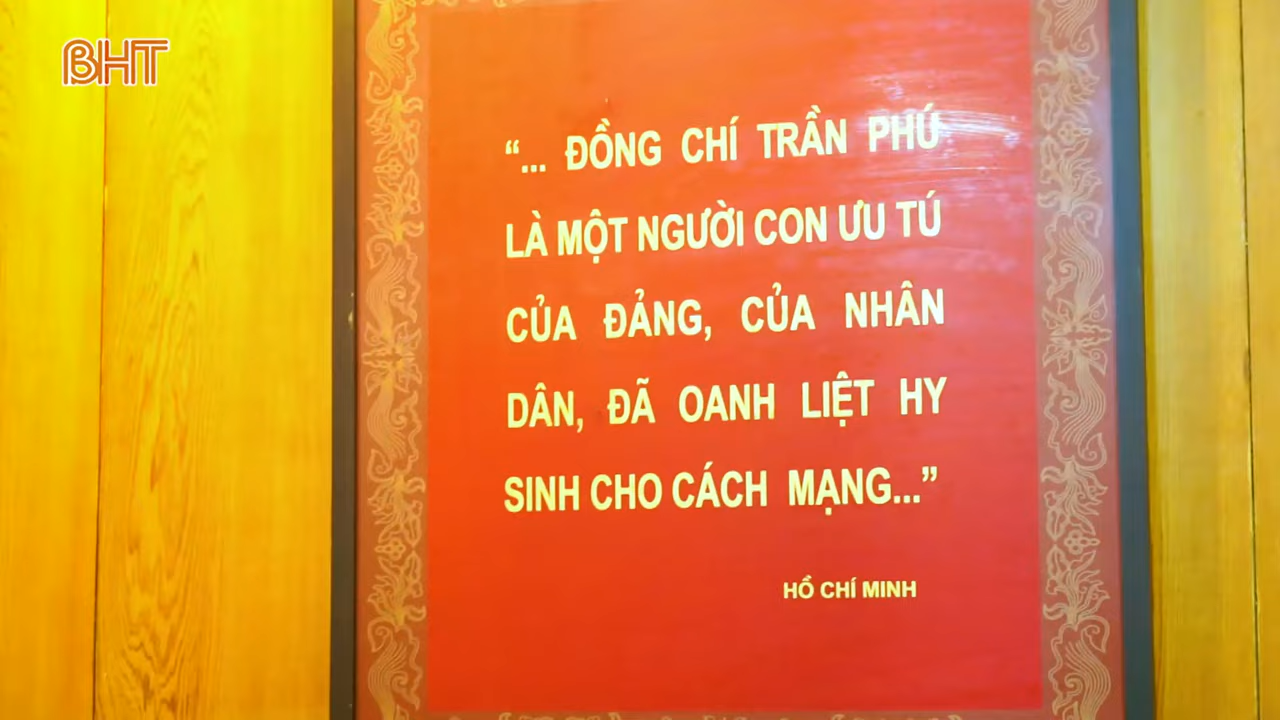 BHT
“... ĐỒNG CHÍ TRẦN PHÚ
LÀ MỘT NGƯỜI CON ƯU TÚ
CỦA ĐẢNG, CỦA NHÂN
DÂN, ĐÃ OANH LIỆT HY
SINH CHO CÁCH MẠNG...”
HỒ CHÍ MINH